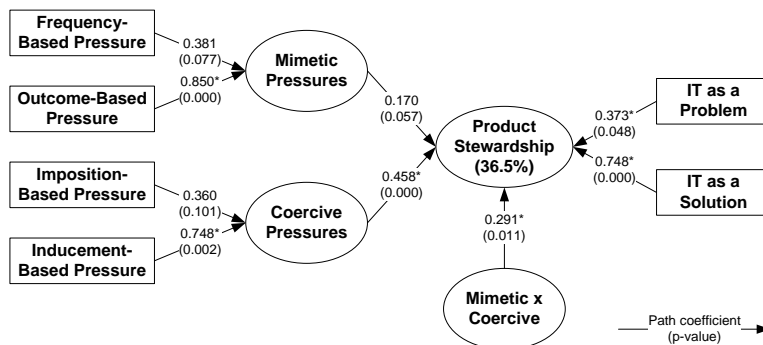 Frequency-
Based Pressure
0.381
(0.077)
Outcome-Based
Pressure
0.850*
(0.000)
Mimetic
Pressures
0.170
(0.057)
Imposition-
Based Pressure
0.360
(0.101)
Inducement-
Based Pressure
0.748*
(0.002)
Coercive
Pressures
0.458*
(0.000)
Product
Stewardship
(36.5%)
0.291*
(0.011)
Mimetic x
Coercive
IT as a
Problem
0.373*
(0.048)
IT as a
Solution
0.748*
(0.000)
Path coefficient
(p-value)